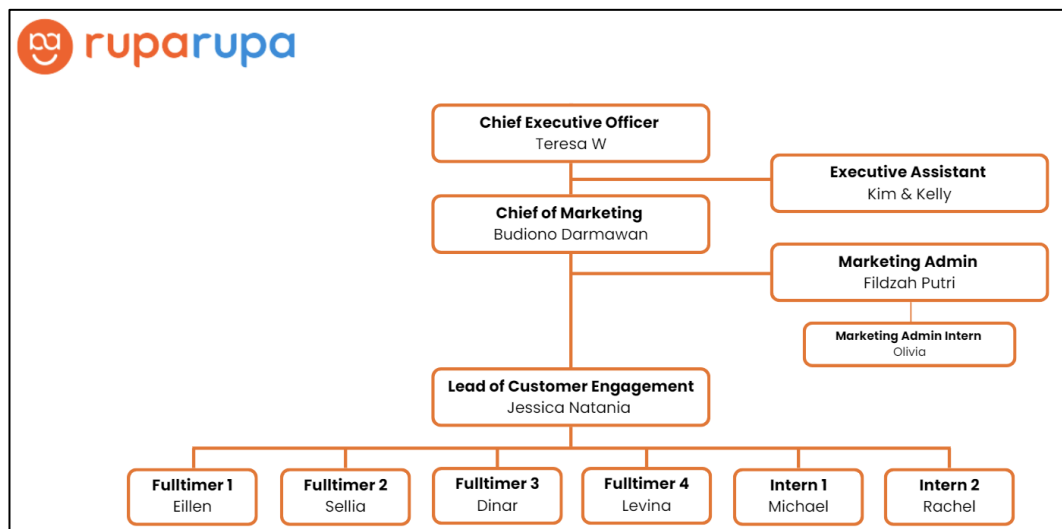 ruparupa
Chief Executive Officer
Teresa W
Executive Assistant
Kim & Kelly
Chief of Marketing
Budiono Darmawan
Marketing Admin
Fildzah Putri
Marketing Admin Intern
Olivia
Lead of Customer Engagement
Jessica Natania
Fulltimer 1
Eillen
Fulltimer 2
Sellia
Fulltimer 3
Dinar
Fulltimer 4
Levina
Intern 1
Michael
Intern 2
Rachel